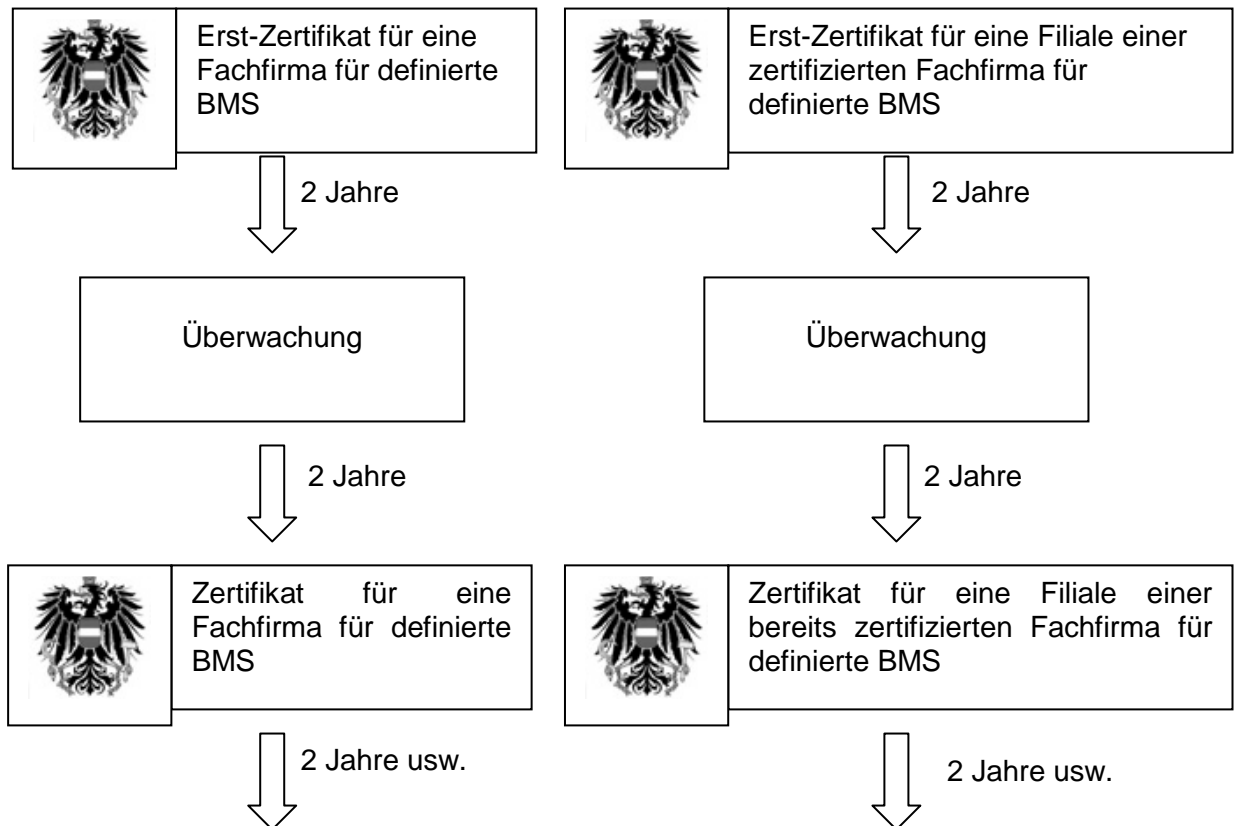 Erst-Zertifikat für eine
Fachfirma für definierte
BMS
Erst-Zertifikat für eine Filiale einer
zertifizierten Fachfirma für
definierte BMS
2 Jahre
2 Jahre
Überwachung
Überwachung
2 Jahre
2 Jahre
Zertifikat für eine
Fachfirma für definierte
BMS
Zertifikat für eine Filiale einer
bereits zertifizierten Fachfirma für
definierte BMS
2 Jahre usw.
2 Jahre usw.